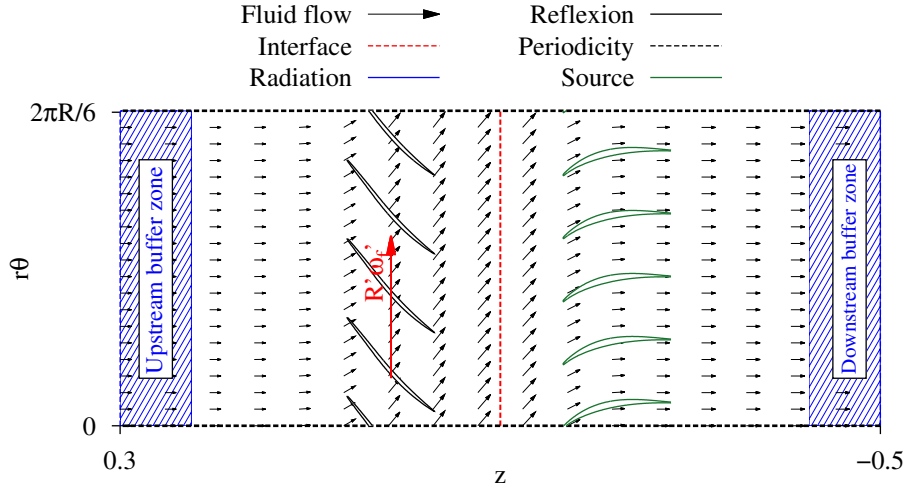 Fluid flow
Interface
Radiation
Reflexion
Periodicity
Source
2πR/6
rθ
0
0.3
z
−0.5
Upstream buffer zone
R'ωf'
Downstream buffer zone